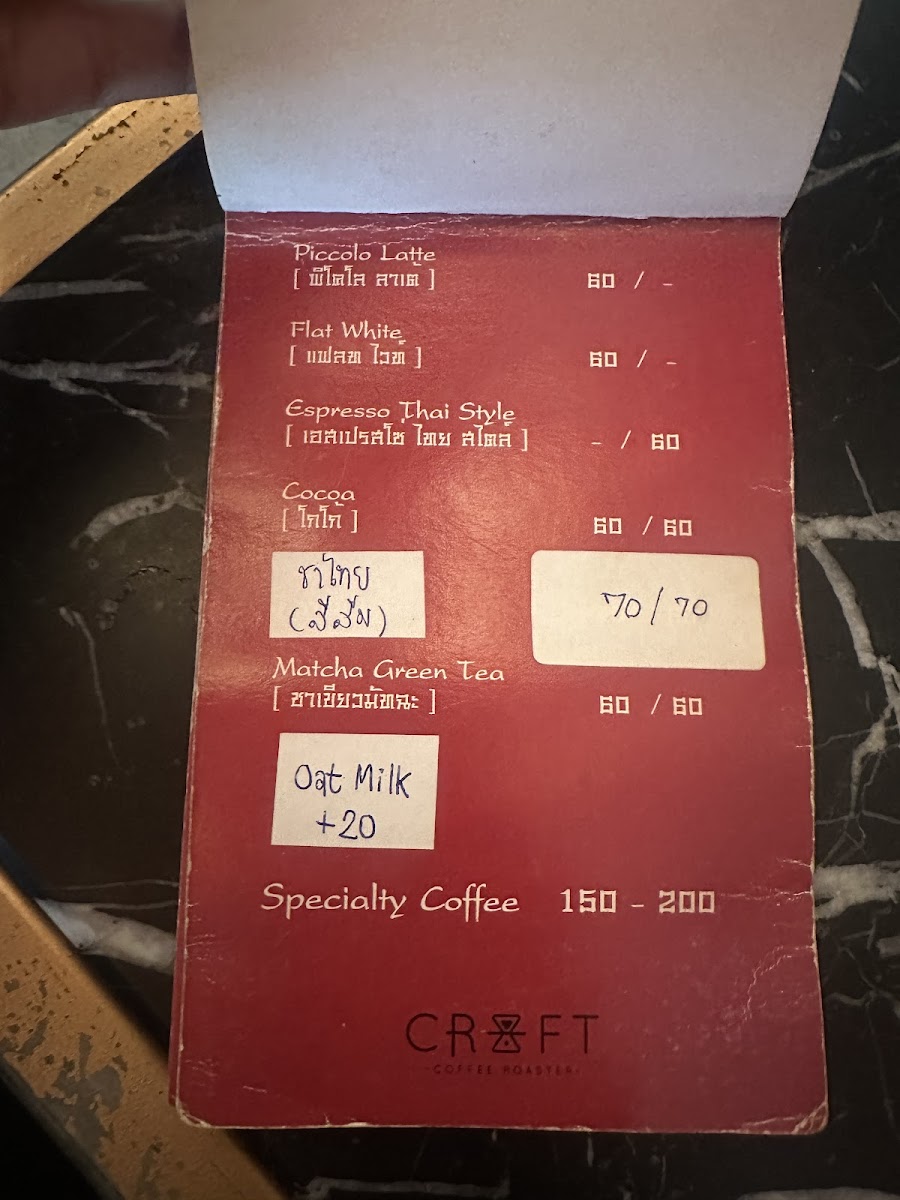 Piccolo Latte
[ พิโคโล ลาเต้ ] 60 / -
Flat White
[ แฟลท ไวท์ ] 60 / -
Espresso Thai Style
[ เอสเปรสโซ่ ไทย สไตล์ ] - / 60
Cocoa
[ โกโก้ ] 60 / 60
ชาไทย
(สีส้ม) 70 / 70
Matcha Green Tea
[ ชาเขียวมัทฉะ ] 60 / 60
Oat Milk
+20
Specialty Coffee 150 - 200
CRAFT
-COFFEE ROASTER-